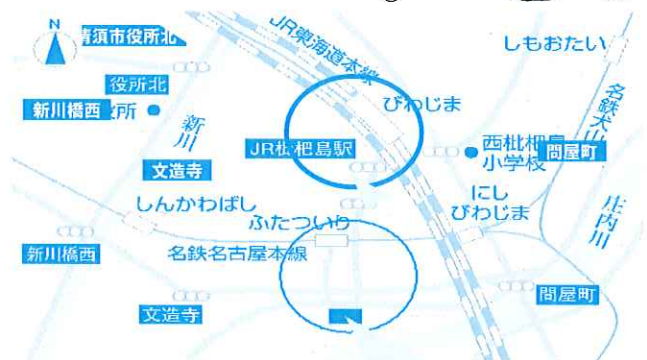 N
清須市役所北
役所北
新川橋西
役所
新川
文造寺
JR東海道本線
びわじま
JR枇杷島駅
しもおたい
名鉄犬山
西枇杷島
小学校
問屋町
にし
びわじま
庄内川
しんかわばし
ふたついり
新川橋西
名鉄名古屋本線
文造寺
問屋町